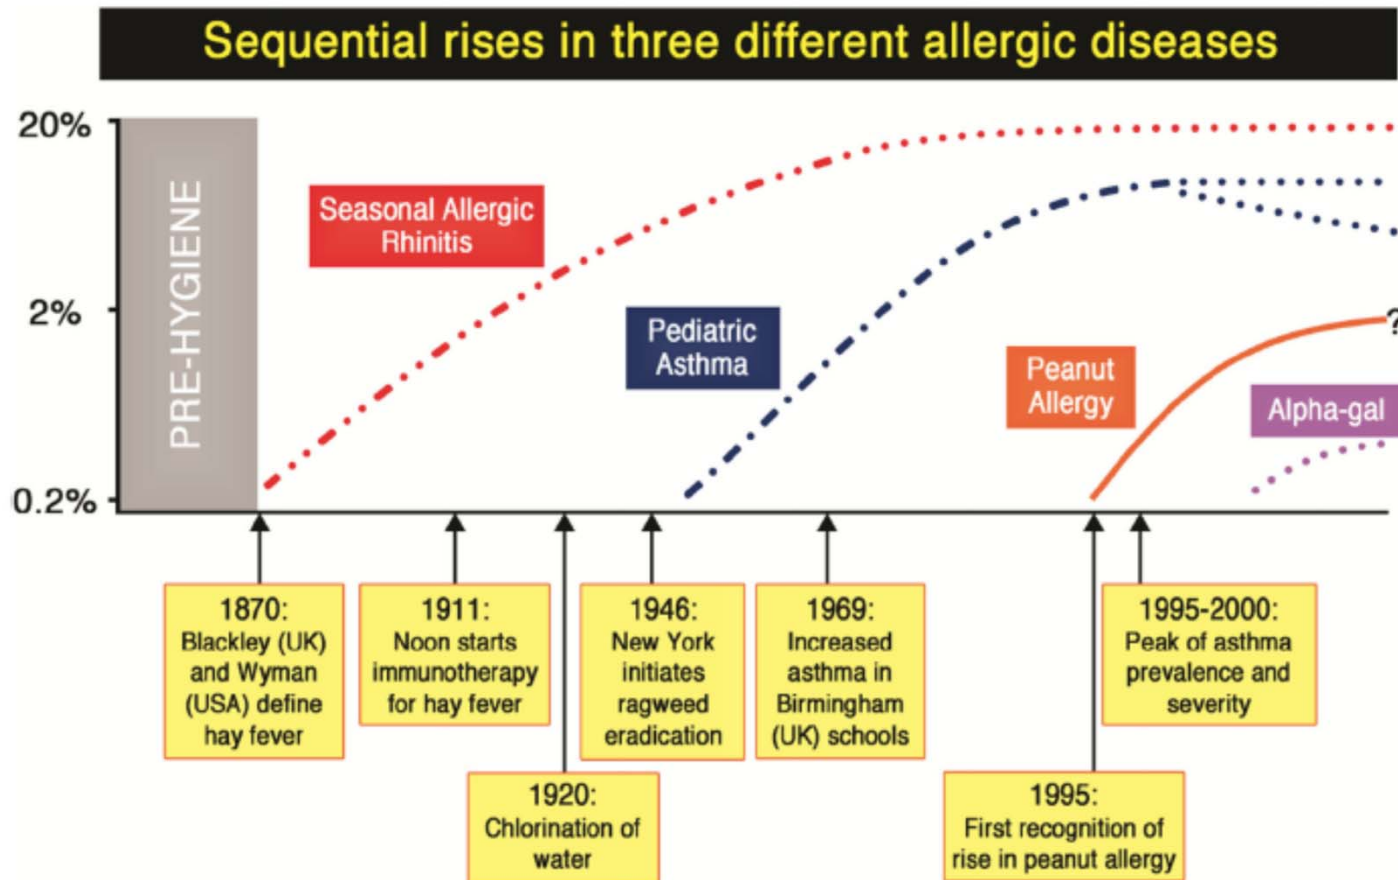 Sequential rises in three different allergic diseases
20%
2%
0.2%
PRE-HYGIENE
Seasonal Allergic
Rhinitis
Pediatric
Asthma
Peanut
Allergy
?
Alpha-gal
1870:
Blackley (UK)
and Wyman
(USA) define
hay fever
1911:
Noon starts
immunotherapy
for hay fever
1920:
Chlorination of
water
1946:
New York
initiates
ragweed
eradication
1969:
Increased
asthma in
Birmingham
(UK) schools
1995:
First recognition of
rise in peanut allergy
1995-2000:
Peak of asthma
prevalence and
severity